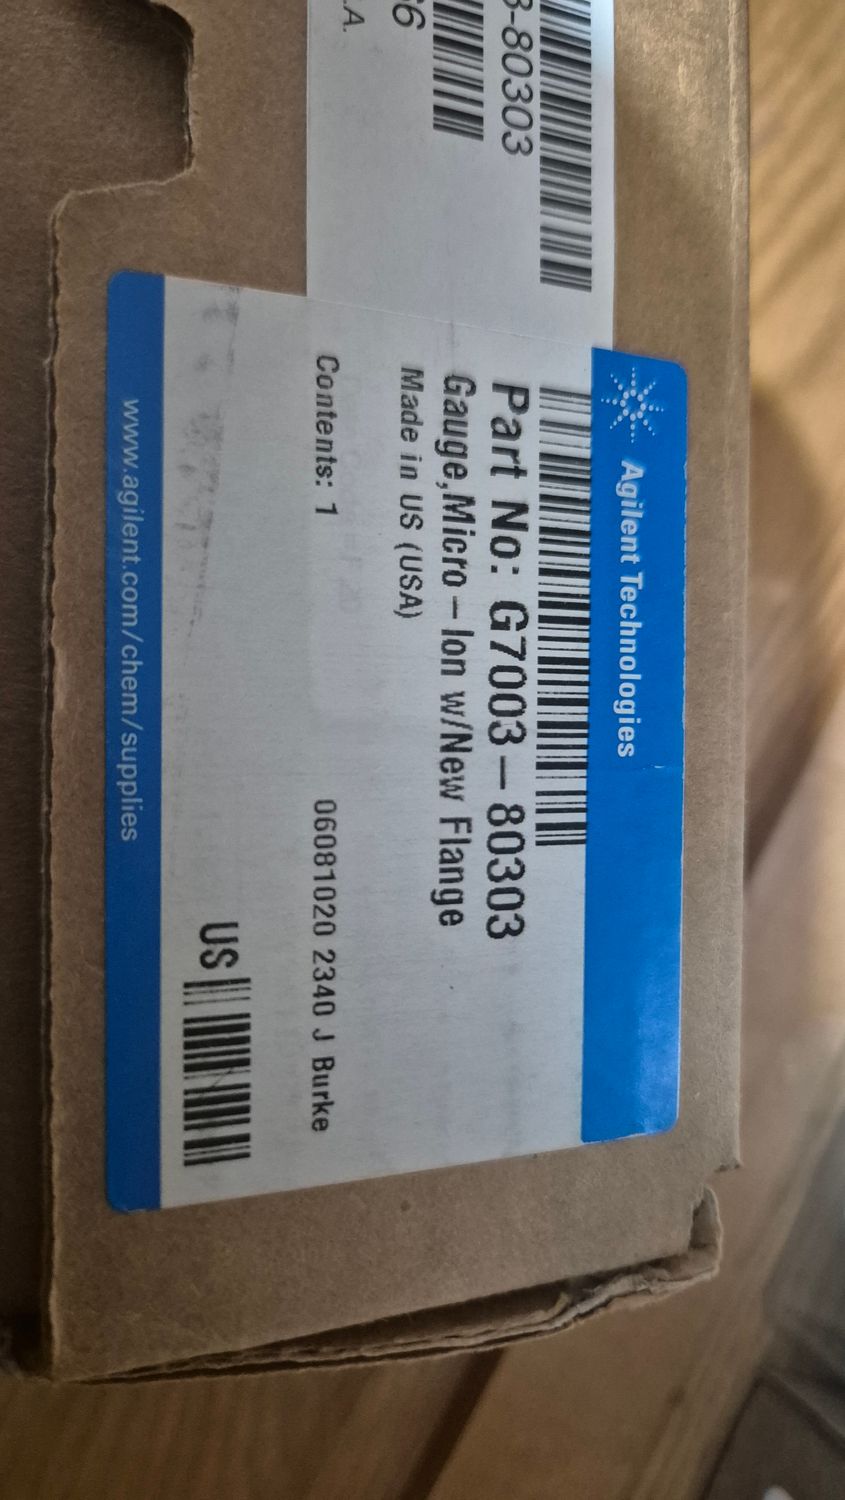 3-80303
66
.A.
Agilent Technologies
Part No: G7003-80303
Gauge,Micro-Ion w/New Flange
Made in US (USA)
Contents: 1
06081020 2340 J Burke
US
www.agilent.com/chem/supplies